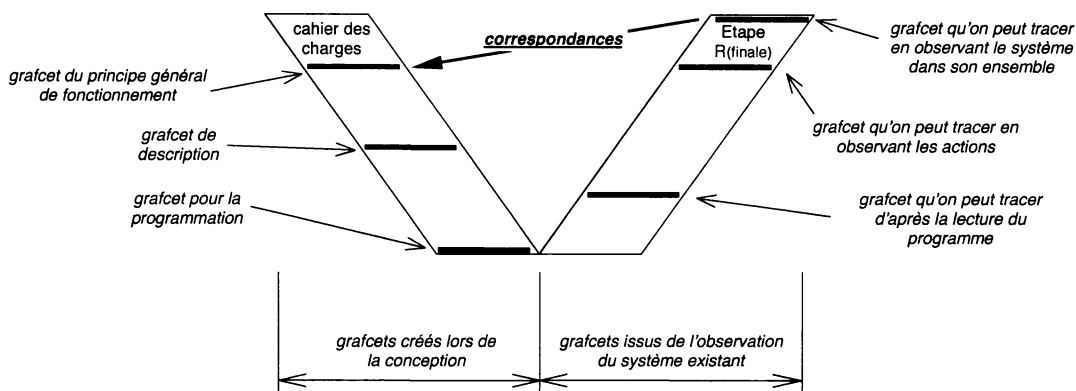 cahier des
charges
correspondances
Etape
R(finale)
grafcet qu'on peut tracer
en observant le système
dans son ensemble
grafcet du principe général
de fonctionnement
grafcet qu'on peut tracer en
observant les actions
grafcet de
description
grafcet pour la
programmation
grafcet qu'on peut tracer
d'après la lecture du
programme
grafcets créés lors de
la conception
grafcets issus de l'observation
du système existant